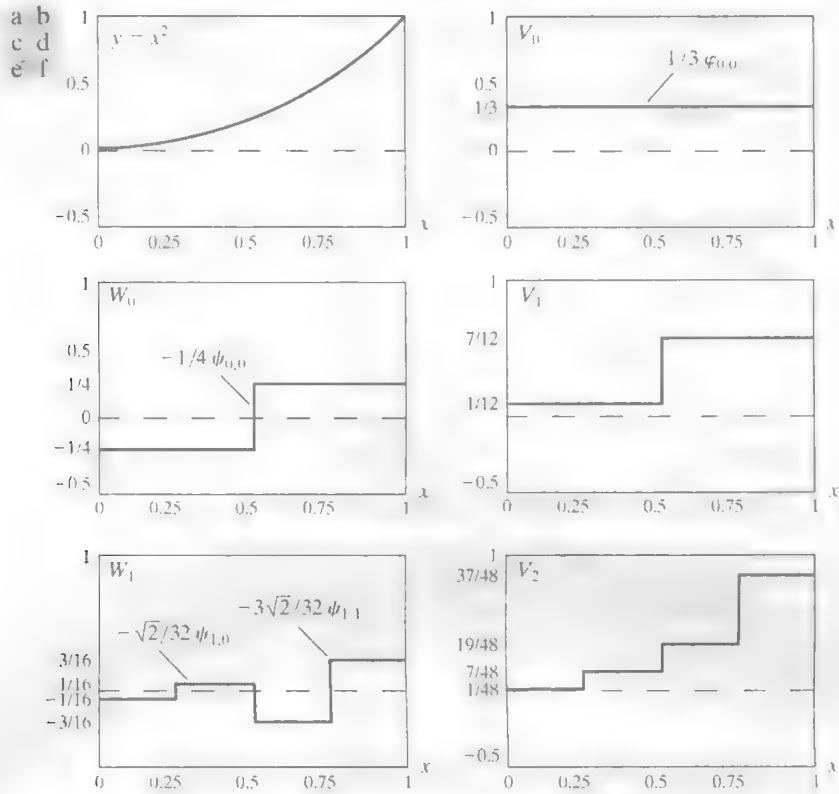 a b
c d
e f
1
y = x²
0.5
0
−0.5
0 0.25 0.5 0.75 1
x
1
V₀
1/3 φ₀,₀
0.5
1/3
0
−0.5
0 0.25 0.5 0.75 1
x
1
W₀
0.5
−1/4 ψ₀,₀
1/4
0
−1/4
−0.5
0 0.25 0.5 0.75 1
x
1
V₁
7/12
1/12
−0.5
0 0.25 0.5 0.75 1
x
1
W₁
−√2/32 ψ₁,₀
−3√2/32 ψ₁,₁
3/16
1/16
−1/16
−3/16
0 0.25 0.5 0.75 1
x
1
V₂
37/48
19/48
7/48
1/48
−0.5
0 0.25 0.5 0.75 1
x